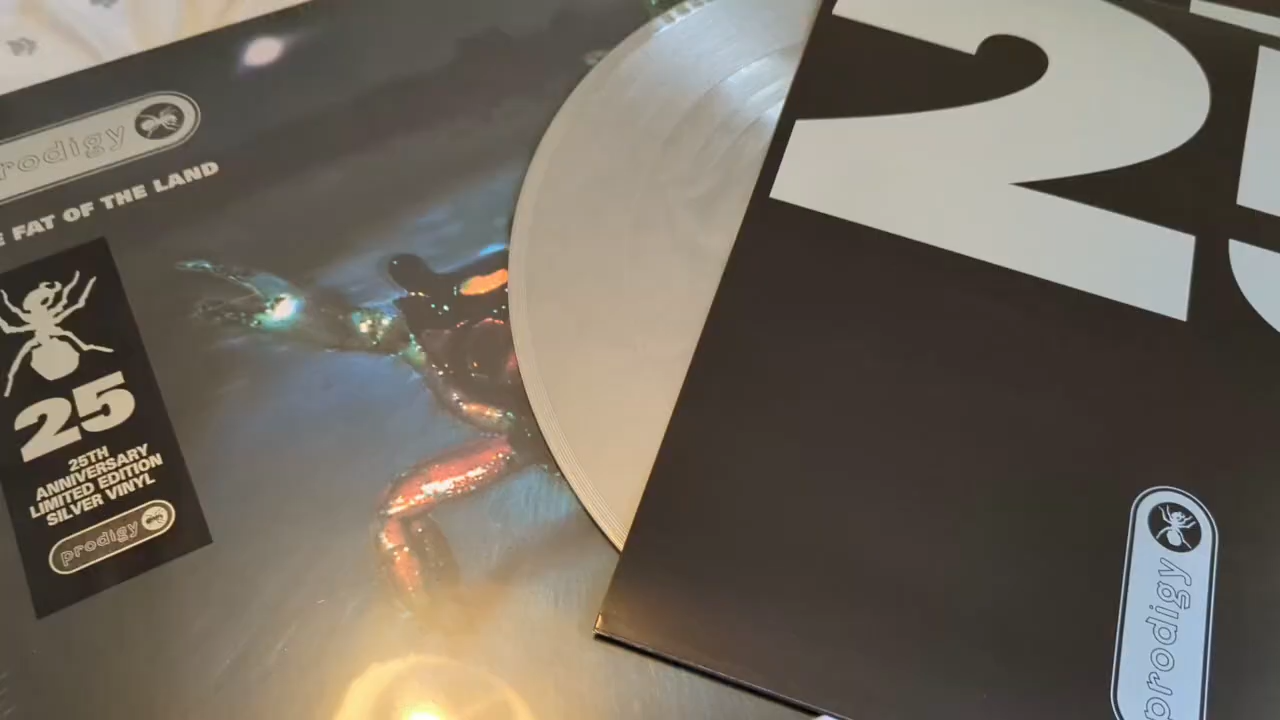 prodigy
FAT OF THE LAND
25
25TH
ANNIVERSARY
LIMITED EDITION
SILVER VINYL
prodigy
25
prodigy